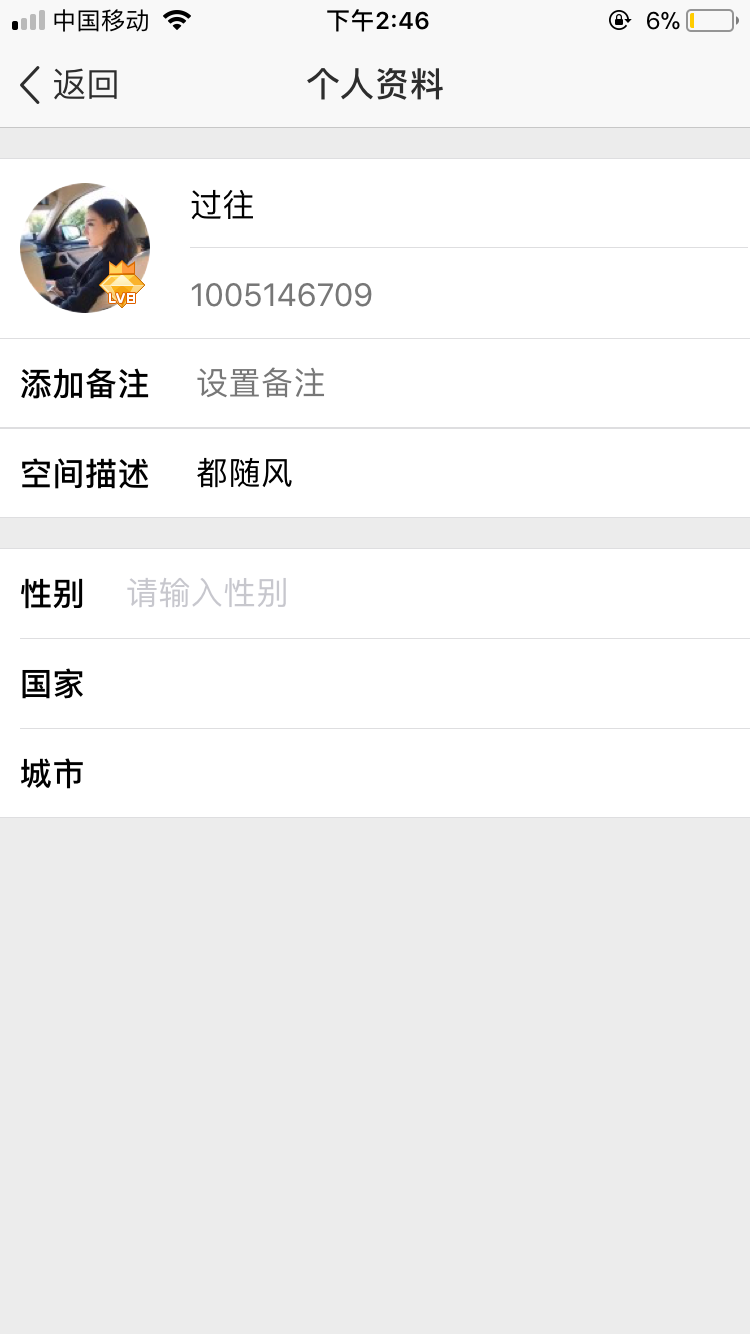 中国移动 下午2:46 6%
返回 个人资料
过往
LV8
1005146709
添加备注 设置备注
空间描述 都随风
性别 请输入性别
国家
城市